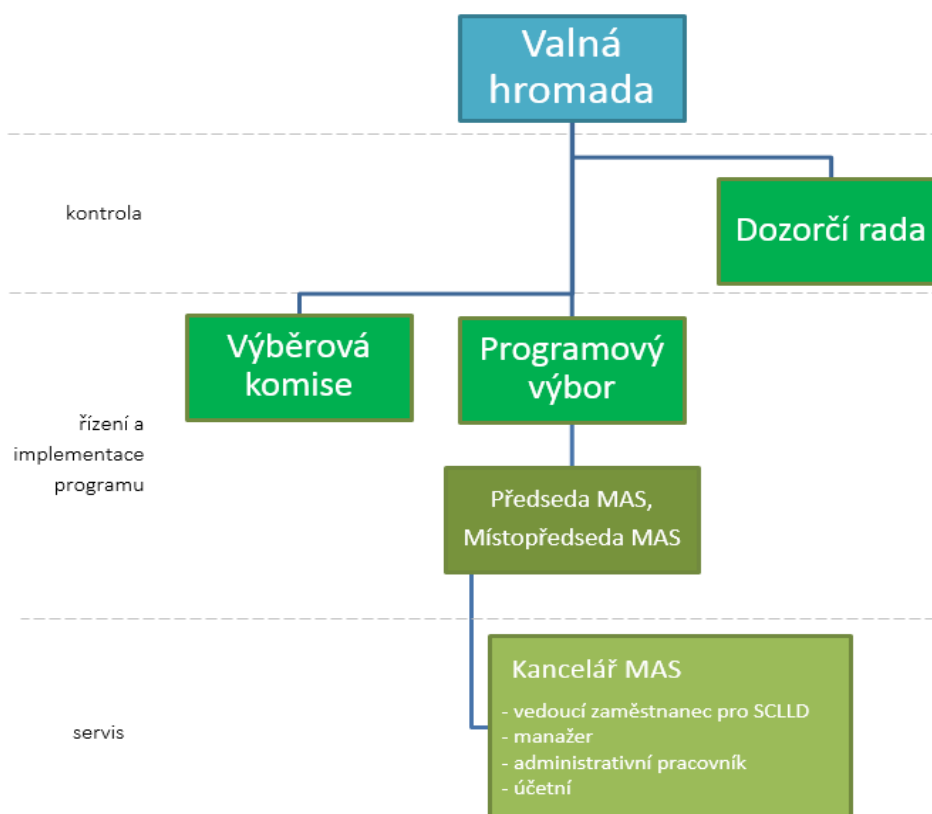 Valná
hromada
kontrola
Dozorčí rada
Výběrová
komise
Programový
výbor
řízení a
implementace
programu
Předseda MAS,
Místopředseda MAS
Kancelář MAS
- vedoucí zaměstnanec pro SCLLD
- manažer
- administrativní pracovník
- účetní
servis